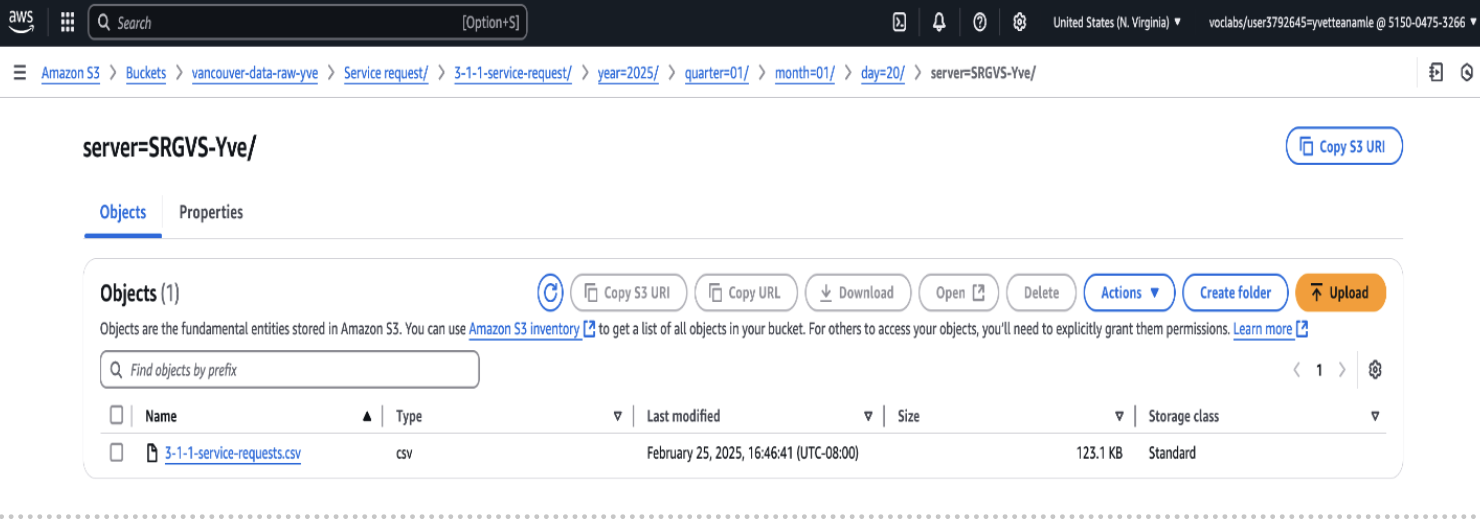 aws Search [Option+S] United States (N. Virginia) ▼ voclabs/user3792645=yvetteanamle @ 5150-0475-3266 ▼
Amazon S3 > Buckets > vancouver-data-raw-yve > Service request/ > 3-1-1-service-request/ > year=2025/ > quarter=01/ > month=01/ > day=20/ > server=SRGVS-Yve/
server=SRGVS-Yve/
Copy S3 URI
Objects Properties
Objects (1) Copy S3 URI Copy URL Download Open Delete Actions ▼ Create folder Upload
Objects are the fundamental entities stored in Amazon S3. You can use Amazon S3 inventory to get a list of all objects in your bucket. For others to access your objects, you'll need to explicitly grant them permissions. Learn more
Find objects by prefix < 1 >
Name Type Last modified Size Storage class
3-1-1-service-requests.csv csv February 25, 2025, 16:46:41 (UTC-08:00) 123.1 KB Standard